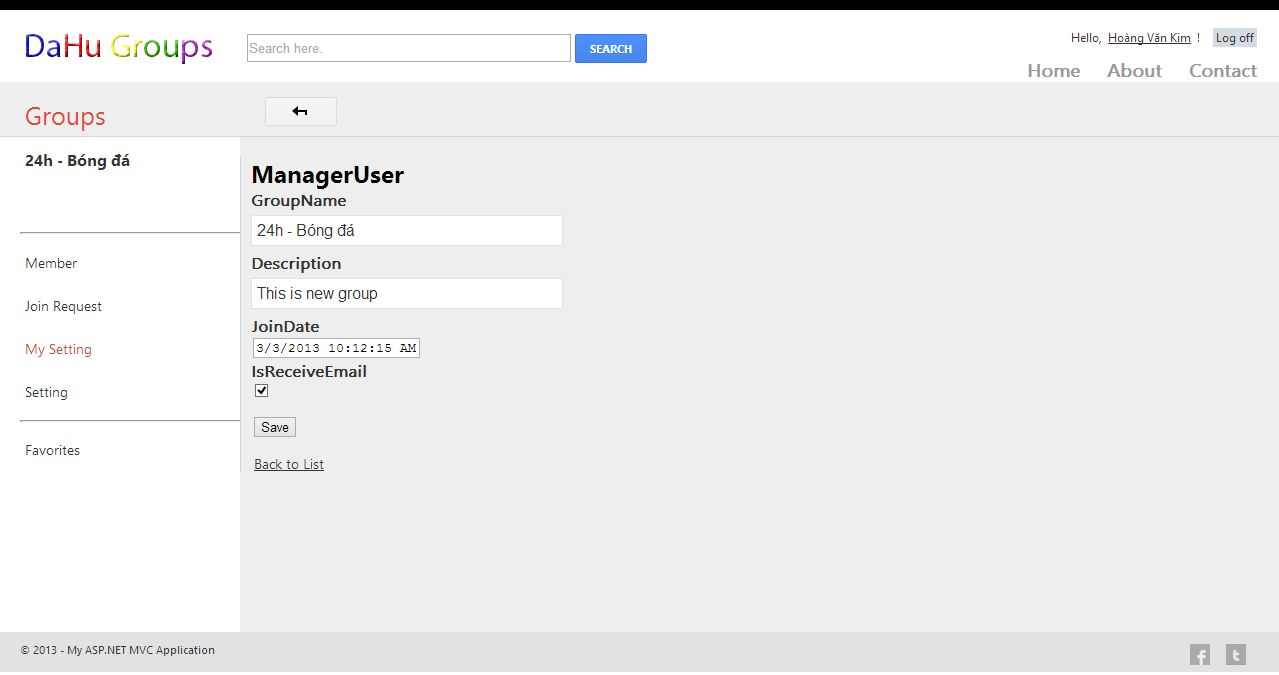 DaHu Groups
Search here.
SEARCH
Hello, Hoàng Văn Kim ! Log off
Home About Contact
Groups
24h - Bóng đá
Member
Join Request
My Setting
Setting
Favorites
ManagerUser
GroupName
24h - Bóng đá
Description
This is new group
JoinDate
3/3/2013 10:12:15 AM
IsReceiveEmail
Save
Back to List
© 2013 - My ASP.NET MVC Application